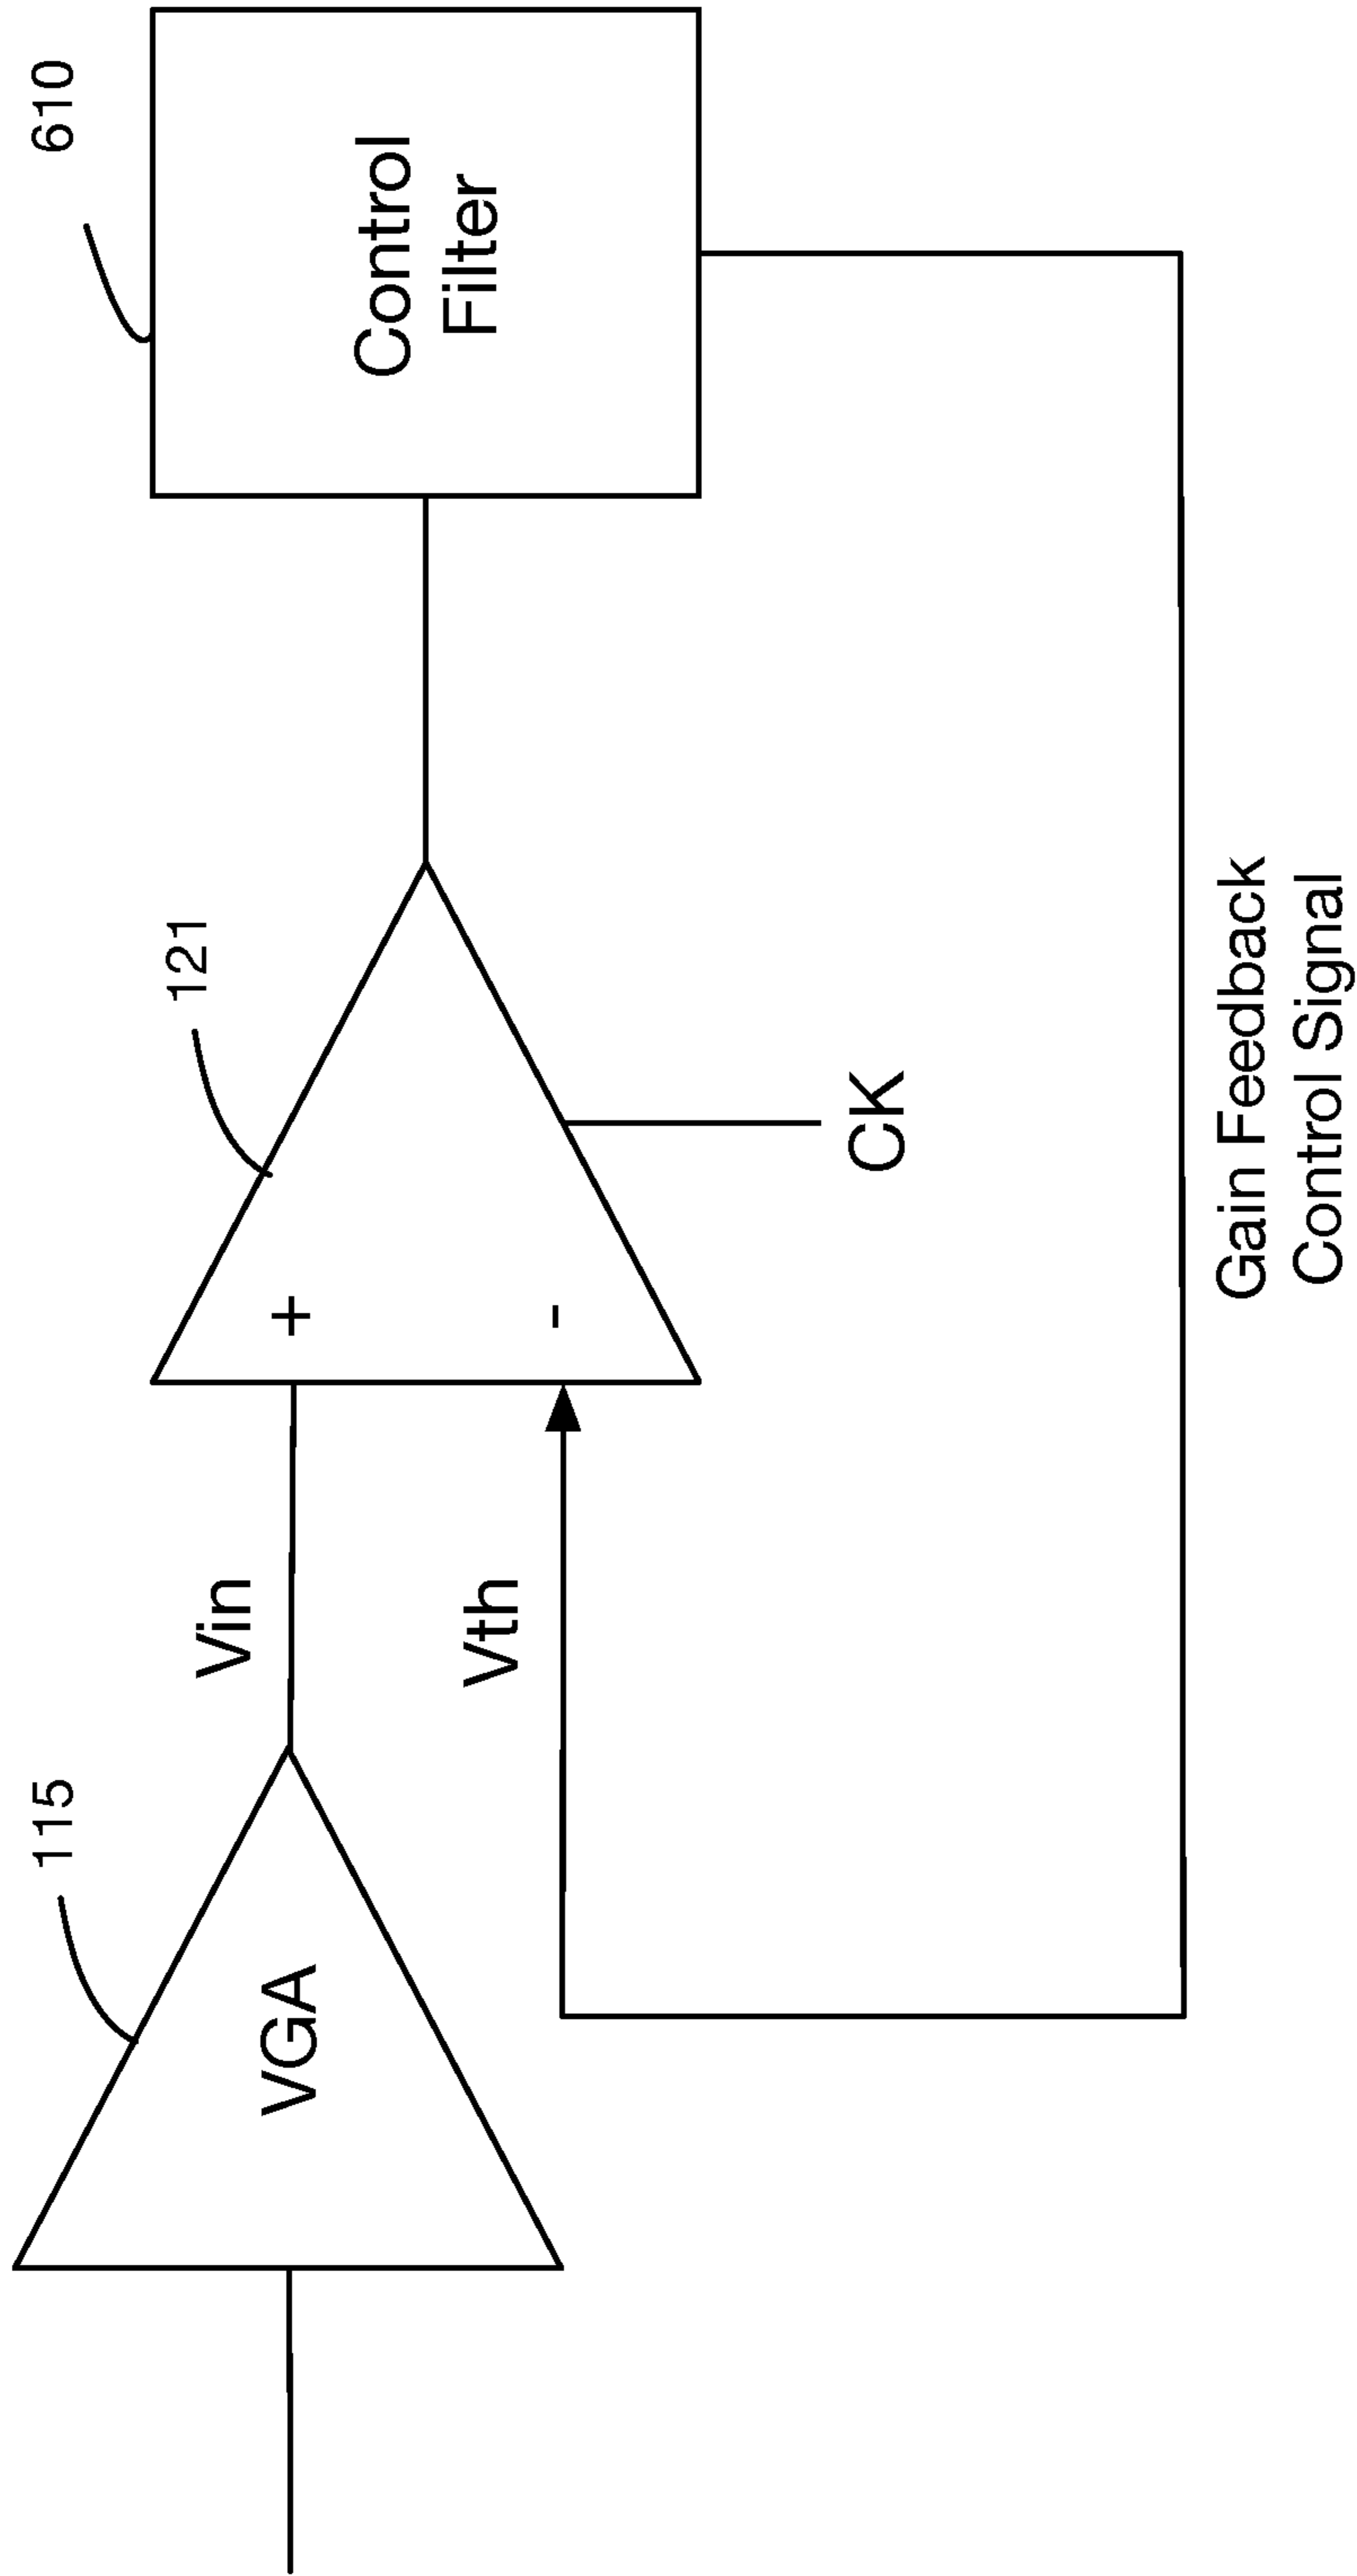 115
VGA
Vin
Vth
121
+
-
CK
610
Control
Filter
Gain Feedback
Control Signal